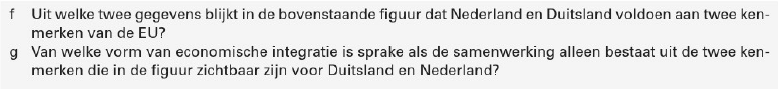 f Uit welke twee gegevens blijkt in de bovenstaande figuur dat Nederland en Duitsland voldoen aan twee ken-
merken van de EU?
g Van welke vorm van economische integratie is sprake als de samenwerking alleen bestaat uit de twee ken-
merken die in de figuur zichtbaar zijn voor Duitsland en Nederland?